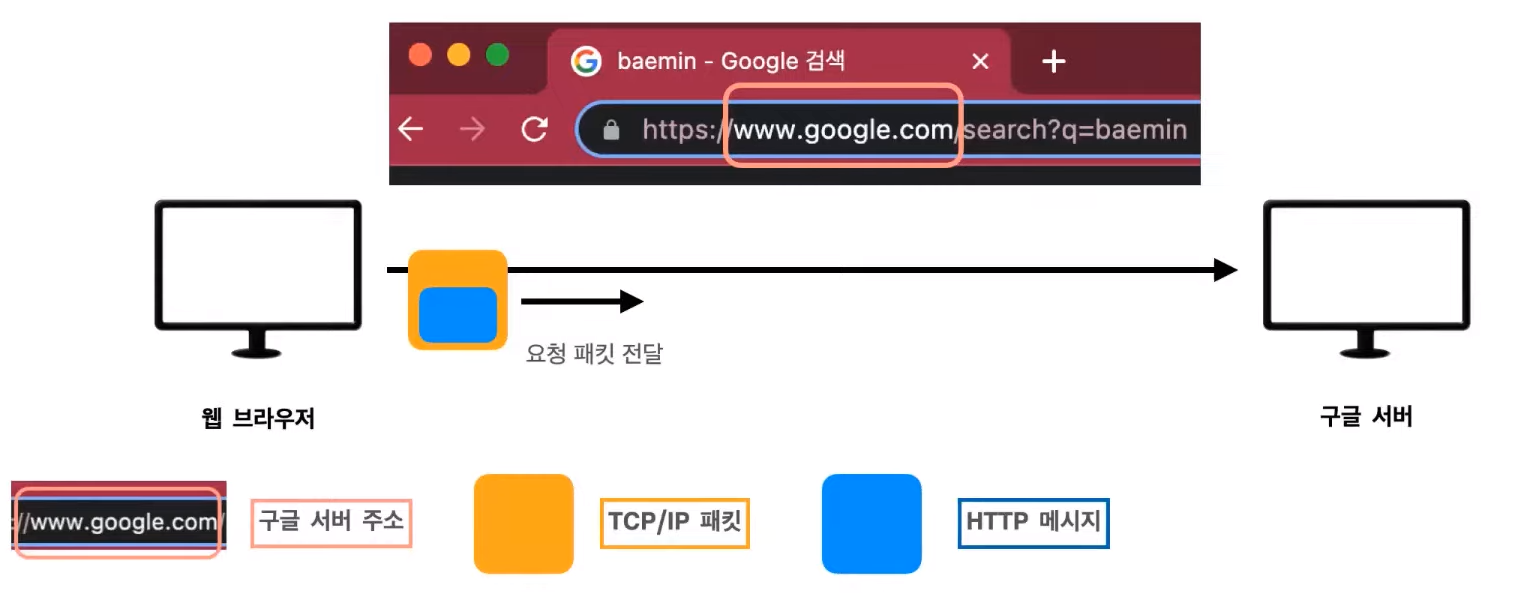 baemin - Google 검색
https://www.google.com/search?q=baemin
요청 패킷 전달
웹 브라우저
구글 서버
://www.google.com/
구글 서버 주소
TCP/IP 패킷
HTTP 메시지